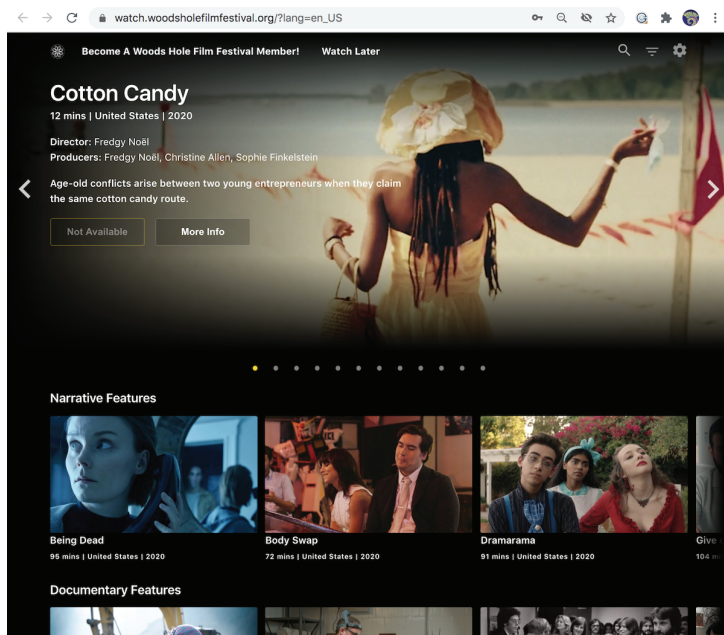 watch.woodsholefilmfestival.org/?lang=en_US
Become A Woods Hole Film Festival Member! Watch Later
Cotton Candy
12 mins | United States | 2020
Director: Fredgy Noël
Producers: Fredgy Noël, Christine Allen, Sophie Finkelstein
Age-old conflicts arise between two young entrepreneurs when they claim
the same cotton candy route.
Not Available More Info
Narrative Features
Being Dead Body Swap Dramarama Give
95 mins | United States | 2020 72 mins | United States | 2020 91 mins | United States | 2020 104
Documentary Features